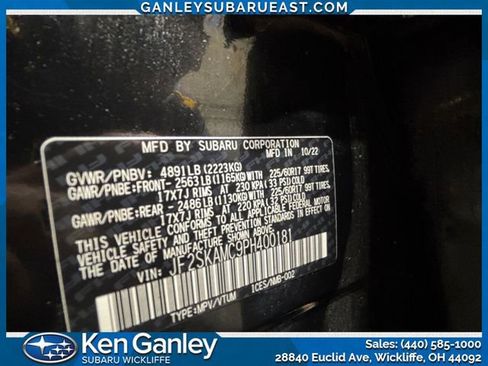 GANLEYSUBARUEAST.COM
MFD BY SUBARU CORPORATION IN 10/22
GVWR/PNBV: 4891LB(2223KG)
GAWR/PNBE:FRONT- 2563LB(1165KG)WITH 225/60R17 99T TIRES,
17X7J RIMS AT 230 KPA(33 PSI)COLD
GAWR/PNBE:REAR - 2486LB(1130KG)WITH 225/60R17 99T TIRES,
17X7J RIMS AT 220 KPA(32 PSI)COLD
THIS VEHICLE CONFORMS TO ALL APPLICABLE FEDERAL MOTOR
VEHICLE SAFETY
THEFT PREVENTION STANDARDS IN EFFECT ON THE DATE OF
MANUFACTURE SHOWN ABOVE.
VIN: JF2SKAMC9PH400181
TYPE:MPV/VTUM ICES/NMB-002
Ken Ganley
SUBARU WICKLIFFE
SUBARU
Sales: (440) 585-1000
28840 Euclid Ave, Wickliffe, OH 44092